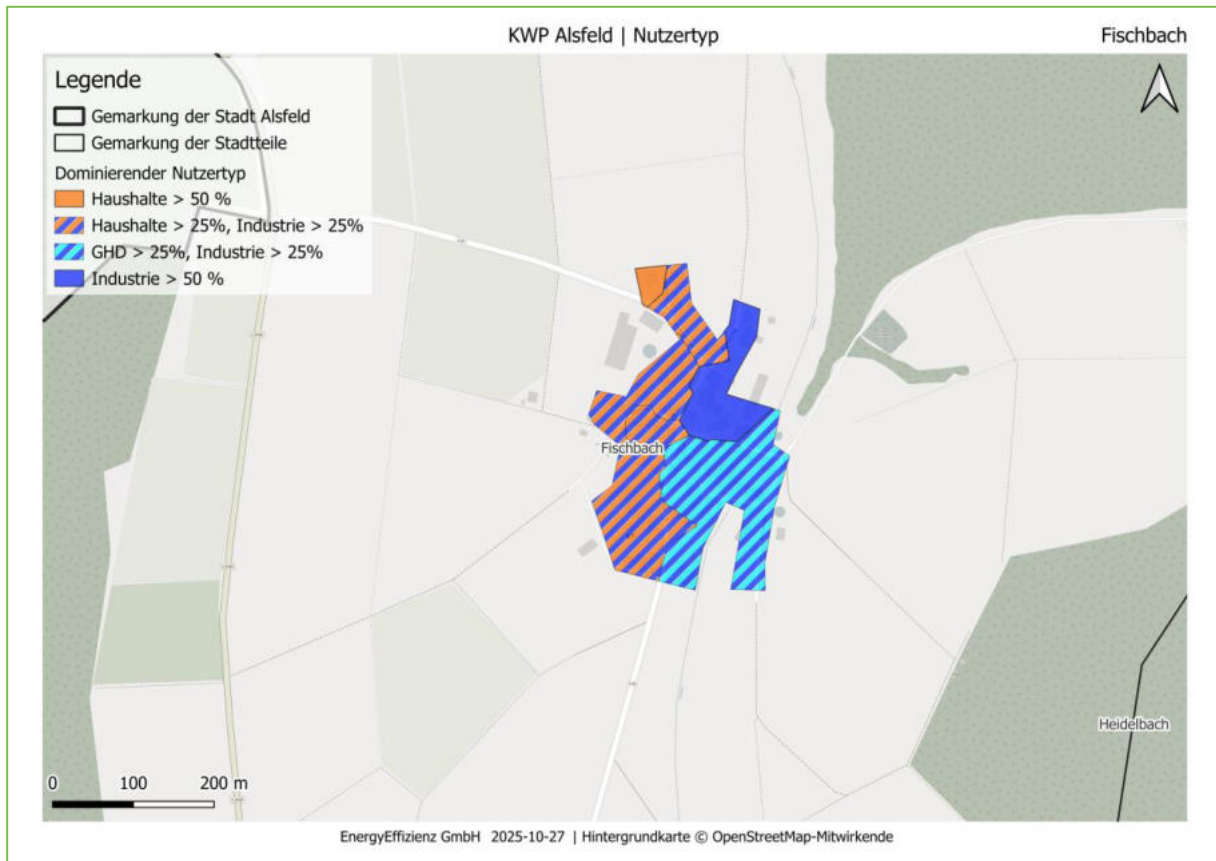 KWP Alsfeld | Nutzertyp
Fischbach
Legende
Gemarkung der Stadt Alsfeld
Gemarkung der Stadtteile
Dominierender Nutzertyp
Haushalte > 50 %
Haushalte > 25%, Industrie > 25%
GHD > 25%, Industrie > 25%
Industrie > 50 %
Fischbach
Heidelbach
0 100 200 m
EnergyEffizienz GmbH 2025-10-27 | Hintergrundkarte © OpenStreetMap-Mitwirkende